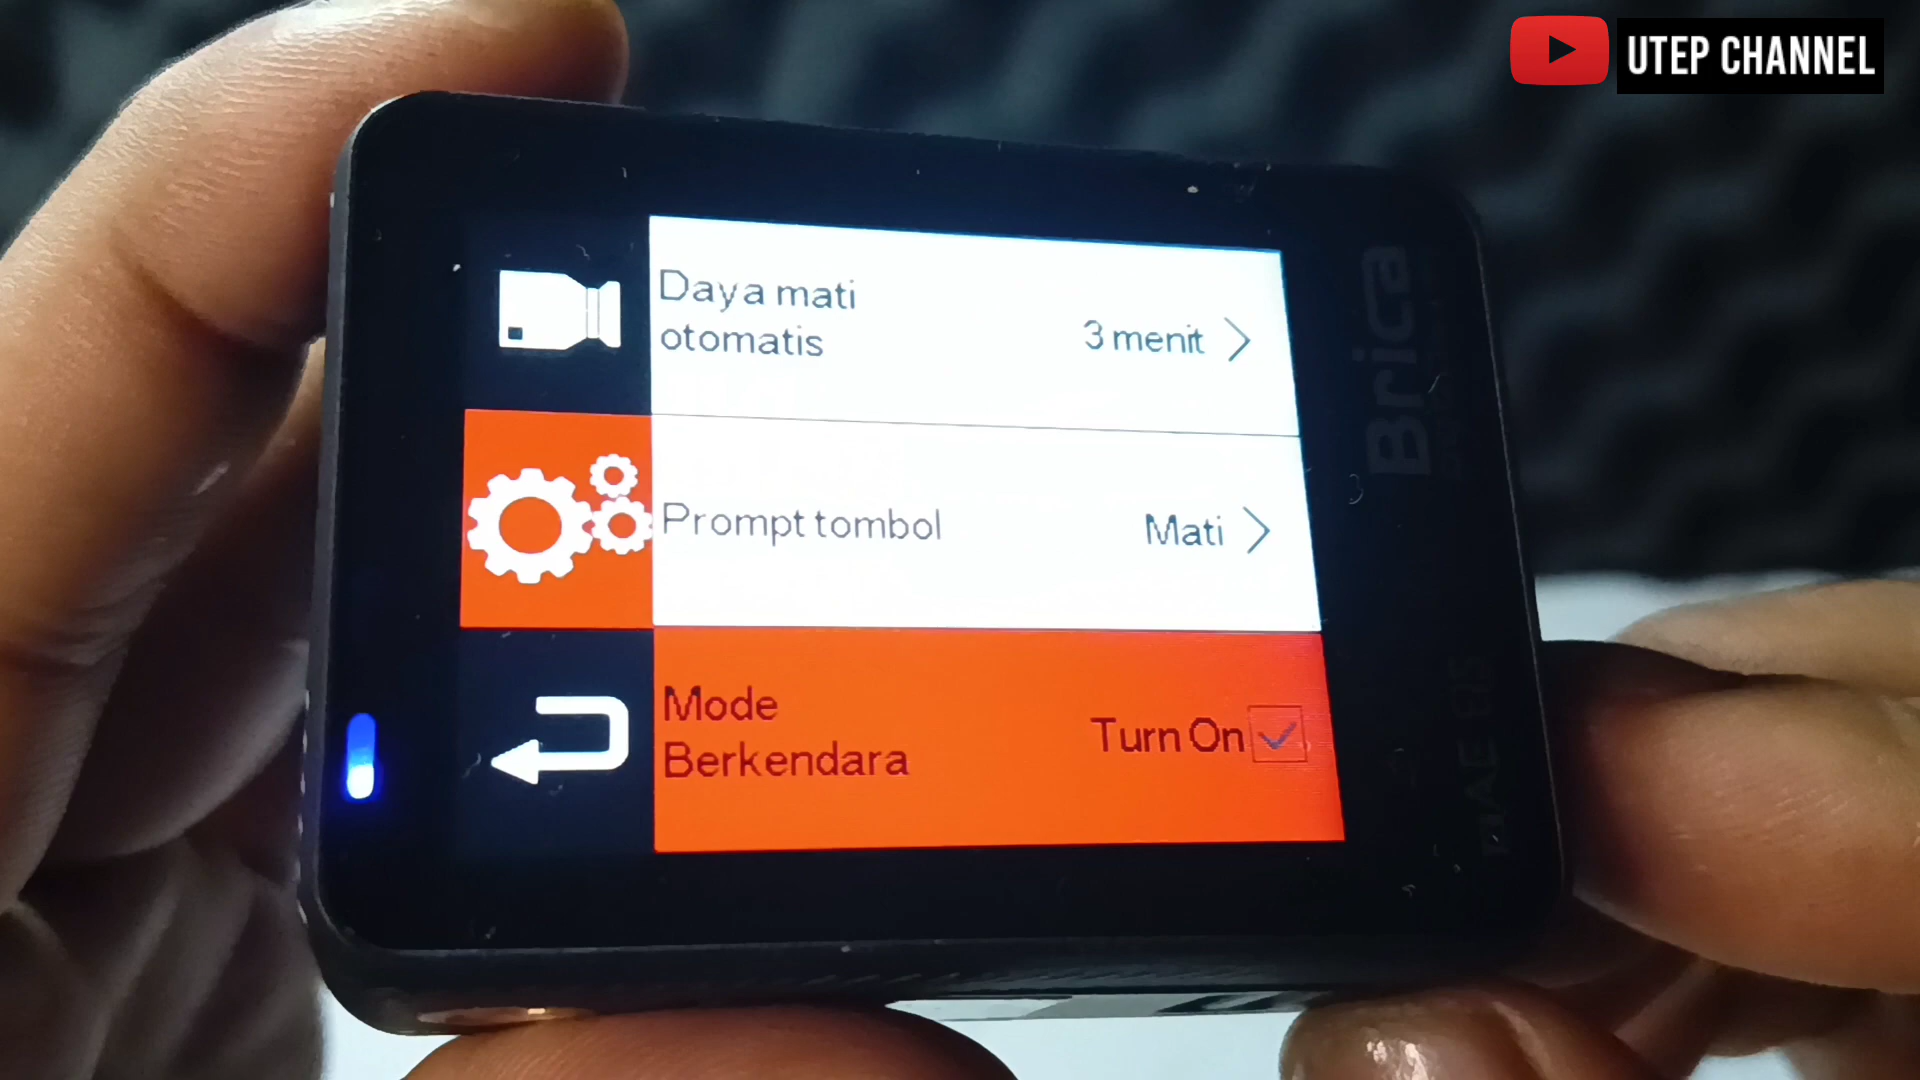 UTEP CHANNEL
Daya mati
otomatis
3 menit
Prompt tombol
Mati
Mode
Berkendara
Turn On
Brica